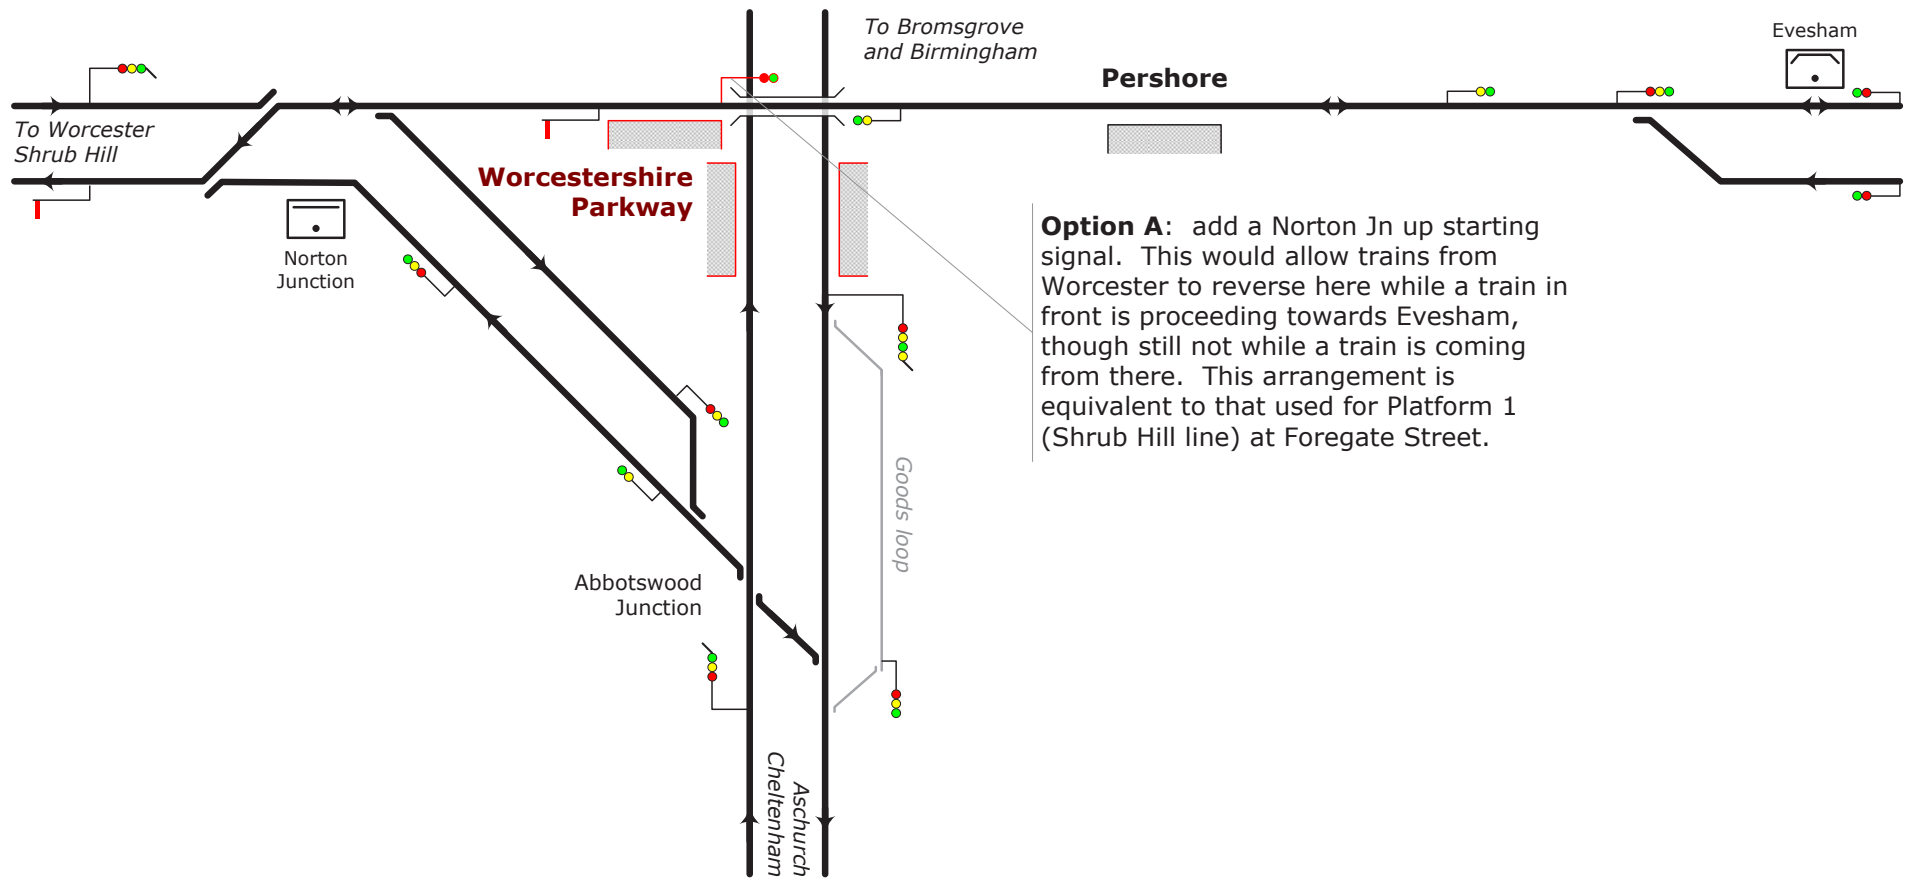 To Bromsgrove
and Birmingham
Evesham
Pershore
To Worcester
Shrub Hill
Worcestershire
Parkway
Norton
Junction
Option A:  add a Norton Jn up starting
signal.  This would allow trains from
Worcester to reverse here while a train in
front is proceeding towards Evesham,
though still not while a train is coming
from there.  This arrangement is
equivalent to that used for Platform 1
(Shrub Hill line) at Foregate Street.
Goods loop
Abbotswood
Junction
Aschurch
Cheltenham